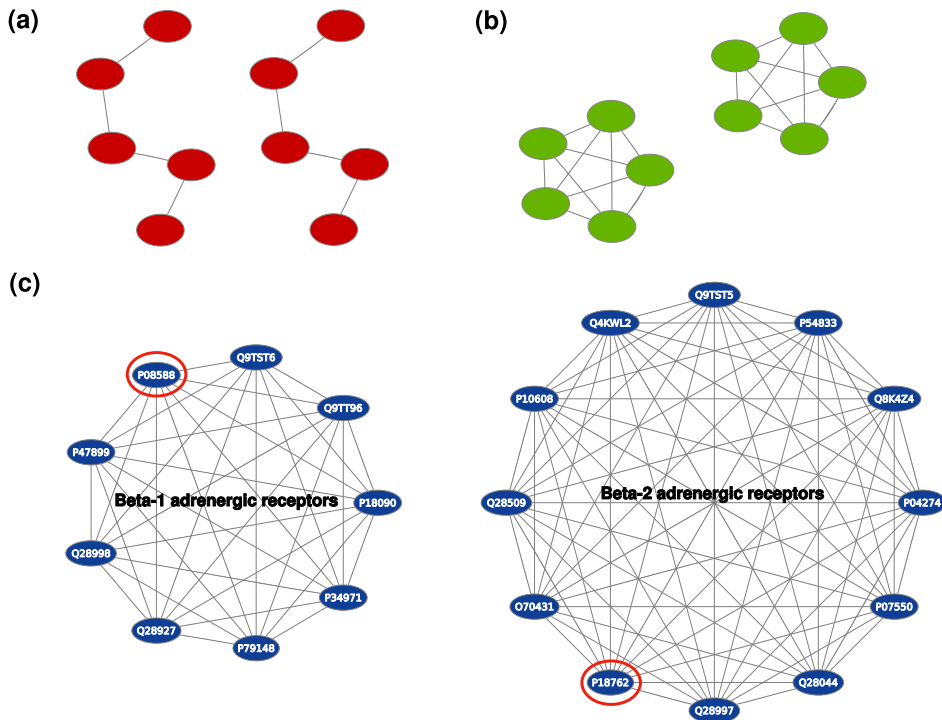 (a)
(b)
(c)
Q9TST6
P08588
Q9TT96
P47899
Beta-1 adrenergic receptors
P18090
Q28998
P34971
Q28927
P79148
Q9TST5
Q4KWL2
P54833
P10608
Q8K4Z4
Beta-2 adrenergic receptors
Q28509
P04274
O70431
P07550
P18762
Q28044
Q28997